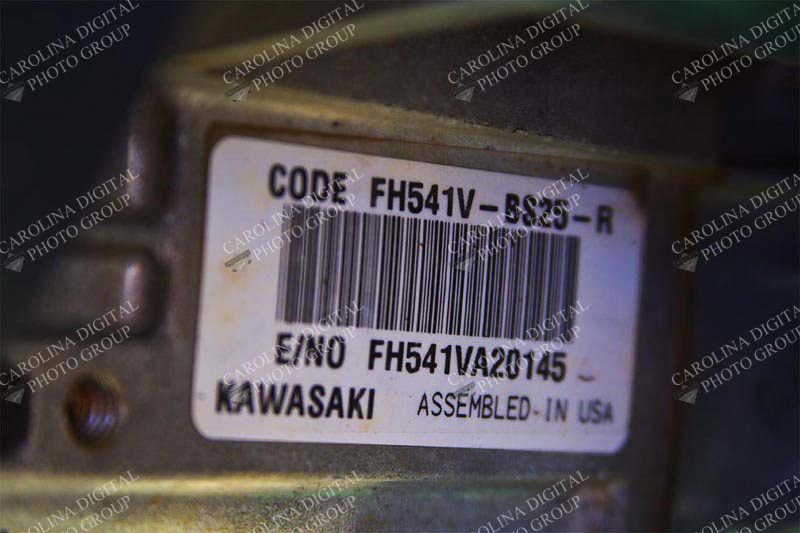 CODE FH541V-BS25-R
E/NO FH541VA20145
KAWASAKI ASSEMBLED IN USA
CAROLINA DIGITAL
PHOTO GROUP